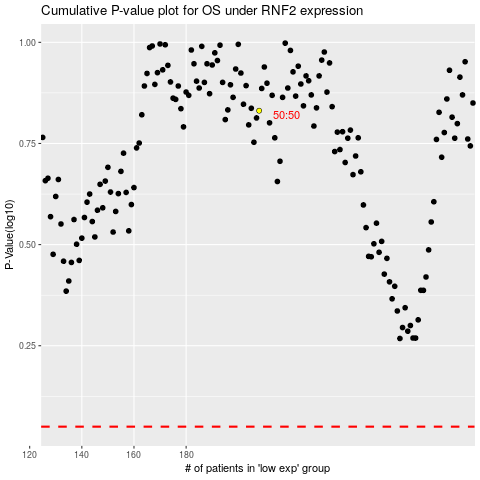 Cumulative P-value plot for OS under RNF2 expression
P-Value(log10)
1.00
0.75
0.50
0.25
50:50
120 140 160 180
# of patients in 'low exp' group